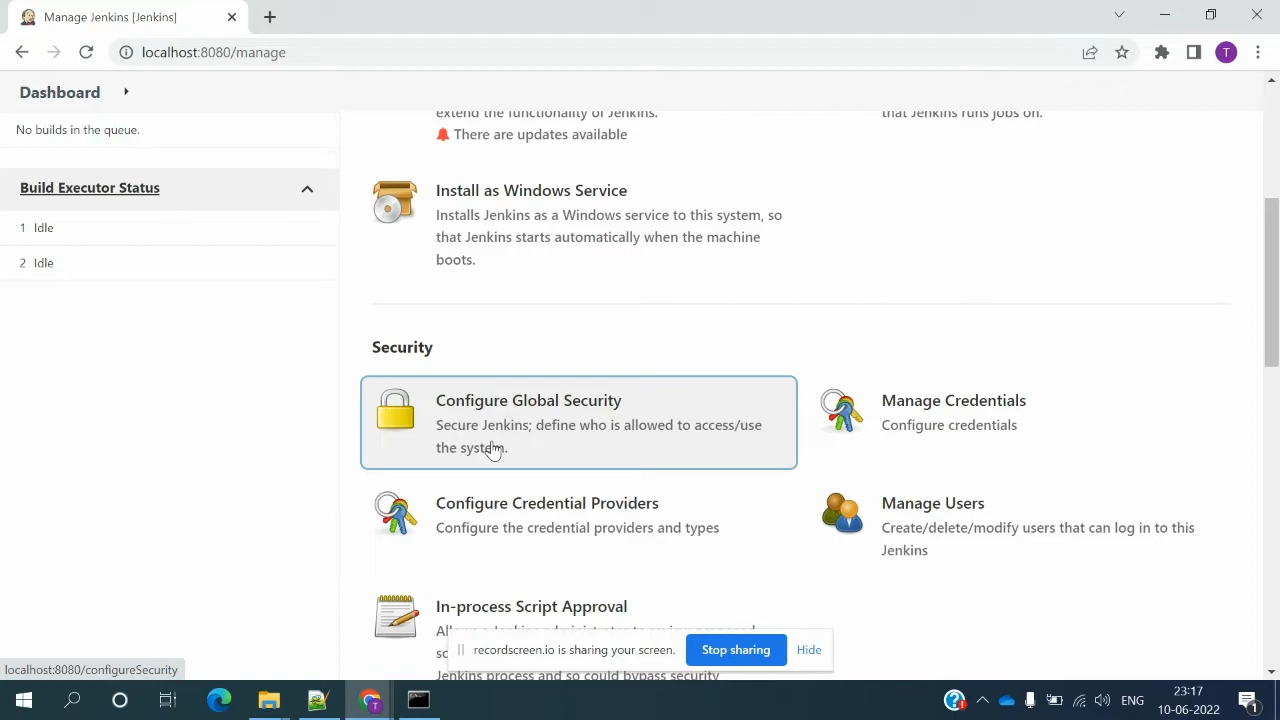 Manage Jenkins [Jenkins]
localhost:8080/manage
T
Dashboard
extend the functionality of Jenkins.
that Jenkins runs jobs on.
No builds in the queue.
There are updates available
Build Executor Status
1 Idle
2 Idle
Install as Windows Service
Installs Jenkins as a Windows service to this system, so
that Jenkins starts automatically when the machine
boots.
Security
Configure Global Security
Secure Jenkins; define who is allowed to access/use
the system.
Manage Credentials
Configure credentials
Configure Credential Providers
Configure the credential providers and types
Manage Users
Create/delete/modify users that can log in to this
Jenkins
In-process Script Approval
recordscreen.io is sharing your screen.
Stop sharing
Hide
Jenkins process and so could bypass security
localhost:8080/configureSecurity
T
ENG
23:17
10-06-2022
1